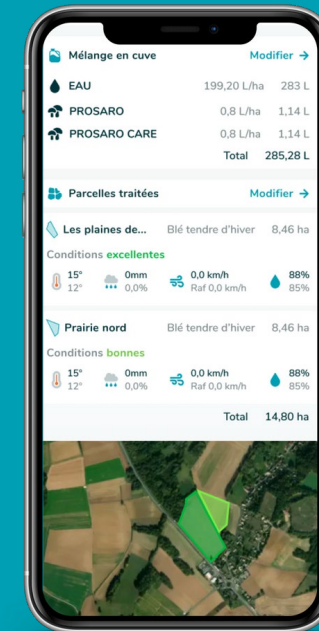 Mélange en cuve Modifier →
EAU 199,20 L/ha 283 L
PROSARO 0,8 L/ha 1,14 L
PROSARO CARE 0,8 L/ha 1,14 L
Total 285,28 L
Parcelles traitées Modifier →
Les plaines de... Blé tendre d'hiver 8,46 ha
Conditions excellentes
15° 0mm 0,0 km/h 88%
12° 0,0% Raf 0,0 km/h 85%
Prairie nord Blé tendre d'hiver 8,46 ha
Conditions bonnes
15° 0mm 0,0 km/h 88%
12° 0,0% Raf 0,0 km/h 85%
Total 14,80 ha